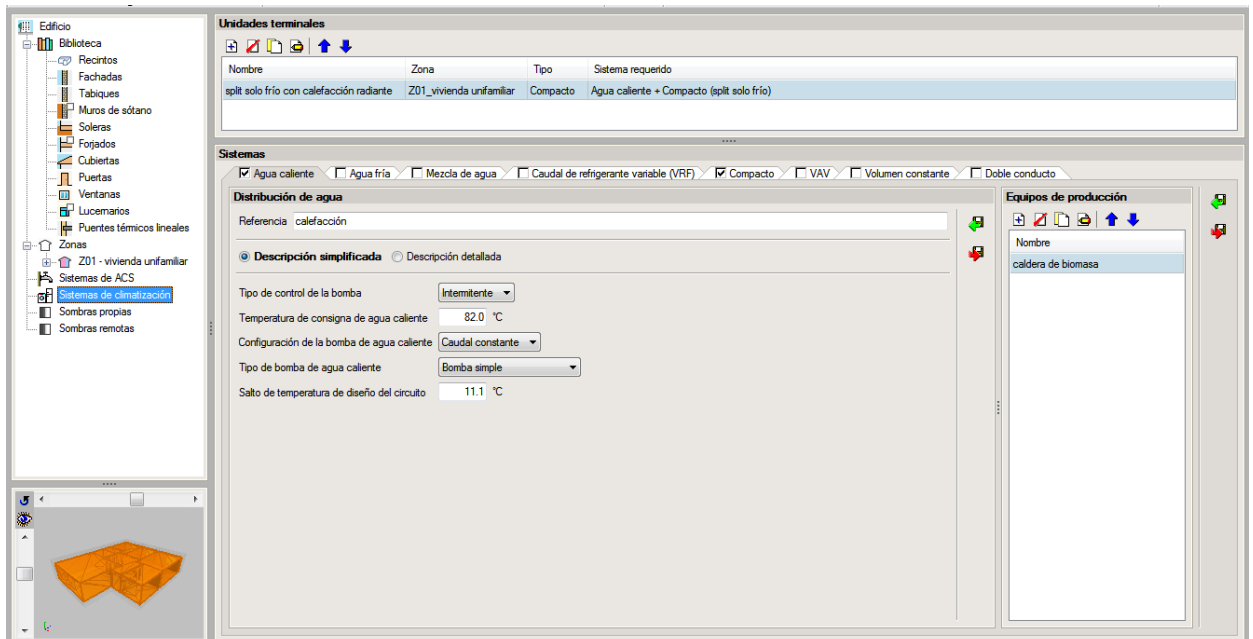 Edificio
Biblioteca
Recintos
Fachadas
Tabiques
Muros de sótano
Soleras
Forjados
Cubiertas
Puertas
Ventanas
Lucernarios
Puentes térmicos lineales
Zonas
Z01 - vivienda unifamiliar
Sistemas de ACS
Sistemas de climatización
Sombras propias
Sombras remotas
Unidades terminales
Nombre Zona Tipo Sistema requerido
split solo frío con calefacción radiante Z01_vivienda unifamiliar Compacto Agua caliente + Compacto (split solo frío)
Sistemas
Agua caliente Agua fría Mezcla de agua Caudal de refrigerante variable (VRF) Compacto VAV Volumen constante Doble conducto
Distribución de agua
Referencia calefacción
Descripción simplificada Descripción detallada
Tipo de control de la bomba Intermitente
Temperatura de consigna de agua caliente 82.0 °C
Configuración de la bomba de agua caliente Caudal constante
Tipo de bomba de agua caliente Bomba simple
Salto de temperatura de diseño del circuito 11.1 °C
Equipos de producción
Nombre
caldera de biomasa